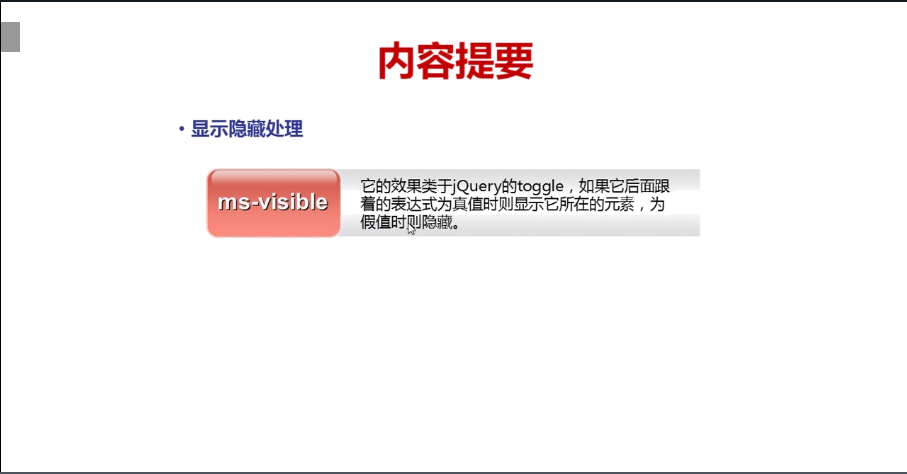 内容提要
• 显示隐藏处理
ms-visible
它的效果类于jQuery的toggle，如果它后面跟
着的表达式为真值时则显示它所在的元素，为
假值时则隐藏。